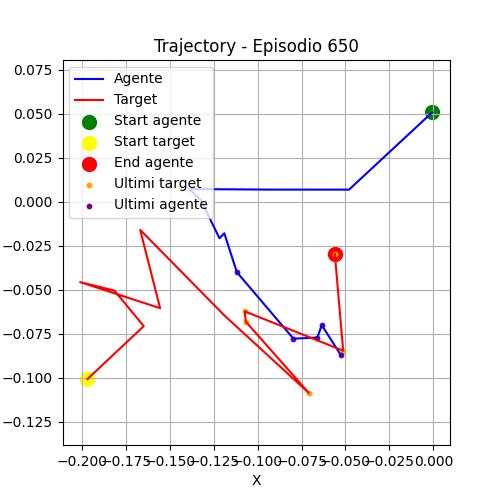 Trajectory - Episodio 650
0.075
0.050
0.025
0.000
−0.025
−0.050
−0.075
−0.100
−0.125
Agente
Target
Start agente
Start target
End agente
Ultimi target
Ultimi agente
−0.200 −0.175 −0.150 −0.125 −0.100 −0.075 −0.050 −0.025 0.000
X